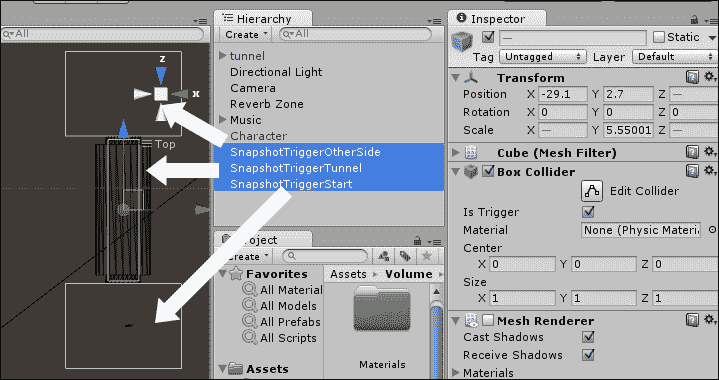 All
z
x
Top
Hierarchy
Create
All
tunnel
Directional Light
Camera
Reverb Zone
Music
Character
SnapshotTriggerOtherSide
SnapshotTriggerTunnel
SnapshotTriggerStart
Project
Create
Favorites
All Material
All Models
All Prefabs
All Scripts
Assets
Assets Volume
Materials
Inspector
— Static
Tag Untagged Layer Default
Transform
Position X -29.1 Y 2.7 Z —
Rotation X 0 Y 0 Z 0
Scale X — Y 5.55001 Z —
Cube (Mesh Filter)
Box Collider
Edit Collider
Is Trigger
Material None (Physic Materi
Center
X 0 Y 0 Z 0
Size
X 1 Y 1 Z 1
Mesh Renderer
Cast Shadows
Receive Shadows
Materials